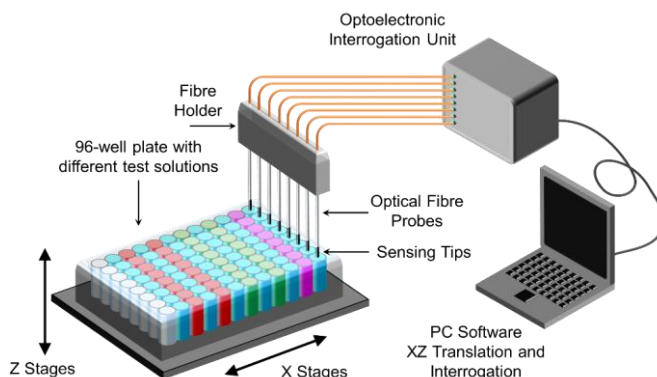 Optoelectronic
Interrogation Unit
Fibre
Holder
96-well plate with
different test solutions
Optical Fibre
Probes
Sensing Tips
Z Stages
X Stages
PC Software
XZ Translation and
Interrogation